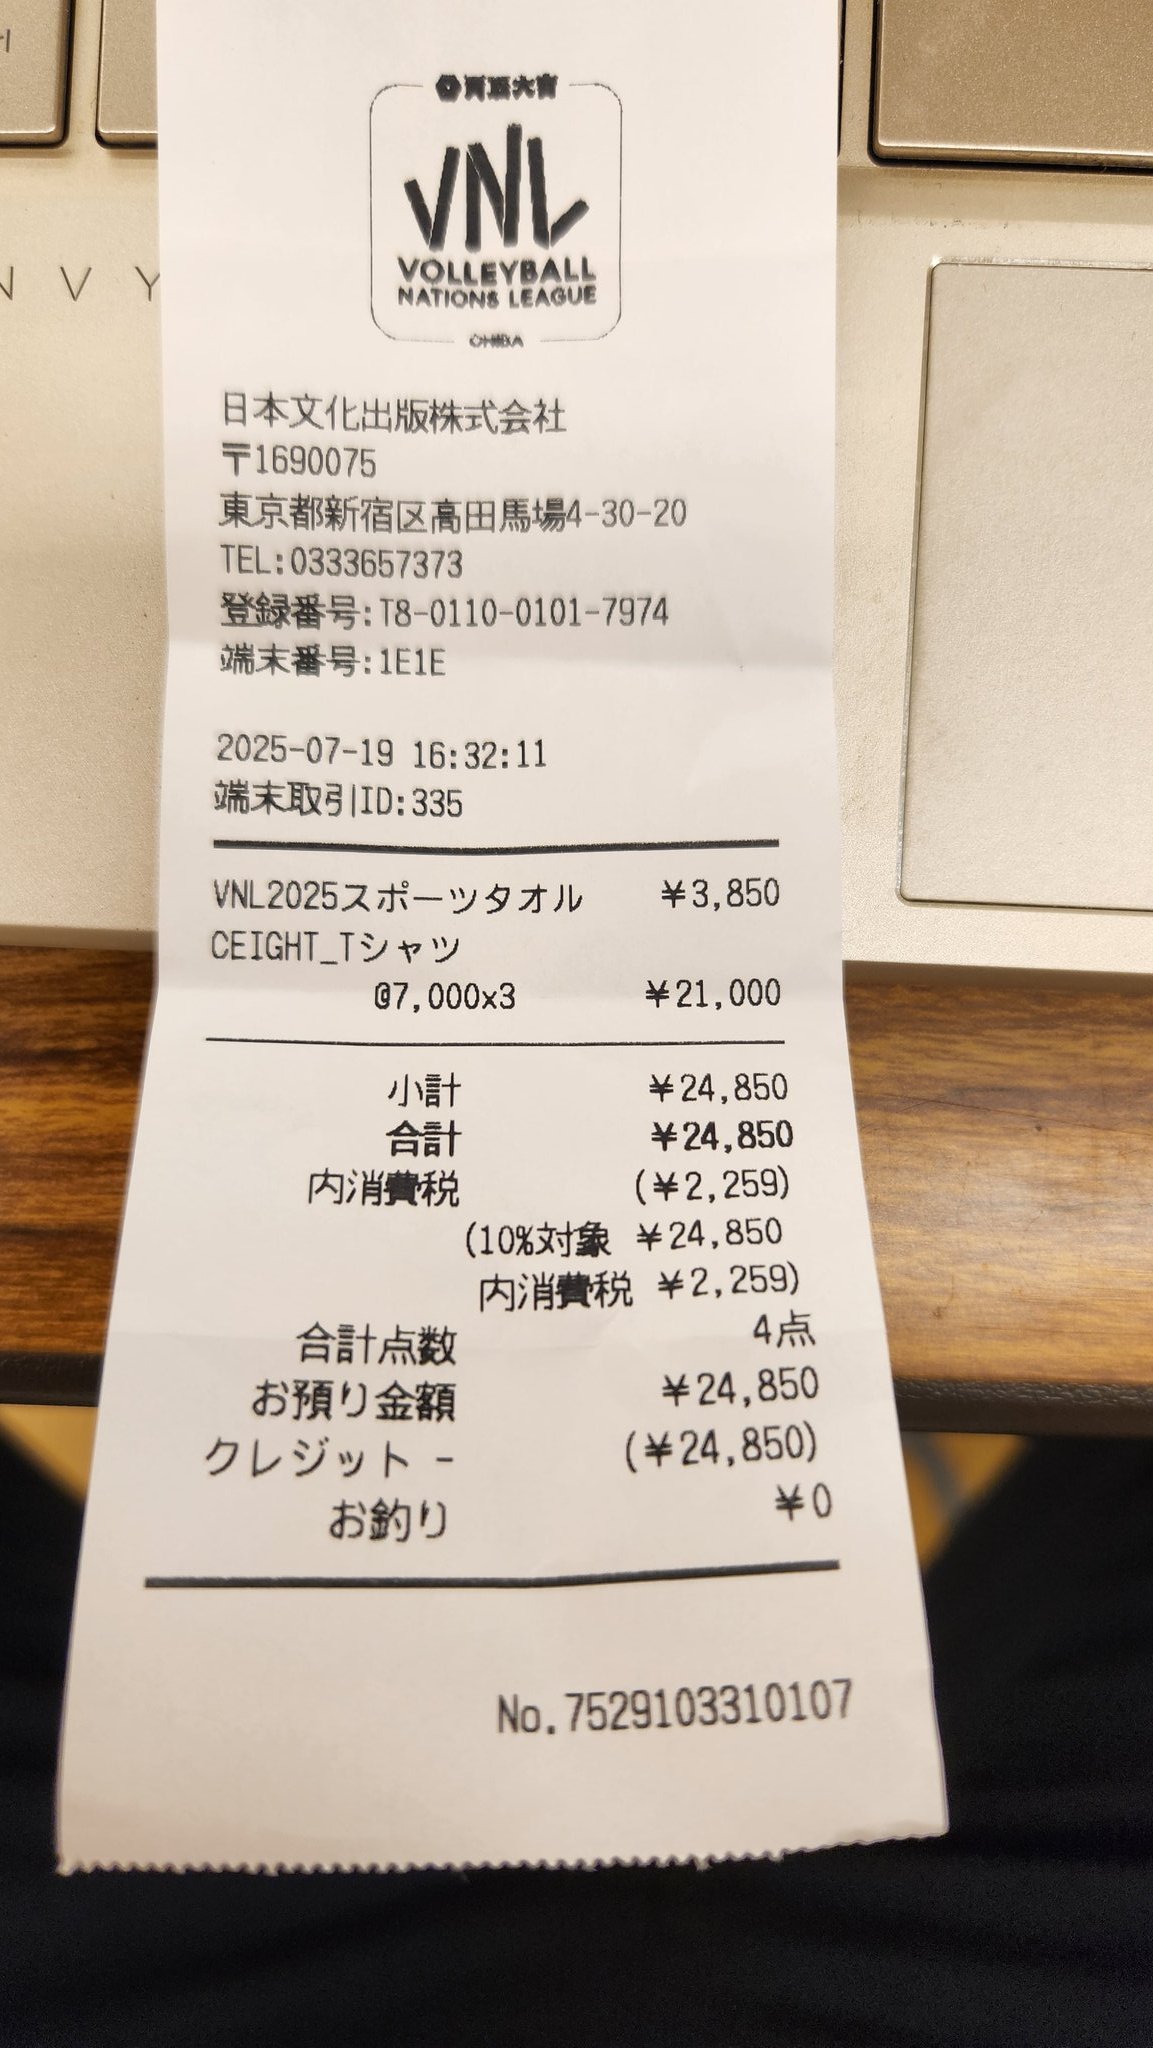 VNL
VOLLEYBALL
NATIONS LEAGUE
CHIBA
日本文化出版株式会社
〒1690075
東京都新宿区高田馬場4-30-20
TEL:0333657373
登録番号:T8-0110-0101-7974
端末番号:1E1E
2025-07-19 16:32:11
端末取引ID:335
VNL2025スポーツタオル ¥3,850
CEIGHT_Tシャツ
@7,000x3 ¥21,000
小計 ¥24,850
合計 ¥24,850
内消費税 (¥2,259)
(10%対象 ¥24,850
内消費税 ¥2,259)
合計点数 4点
お預り金額 ¥24,850
クレジット - (¥24,850)
お釣り ¥0
No.7529103310107
N V Y